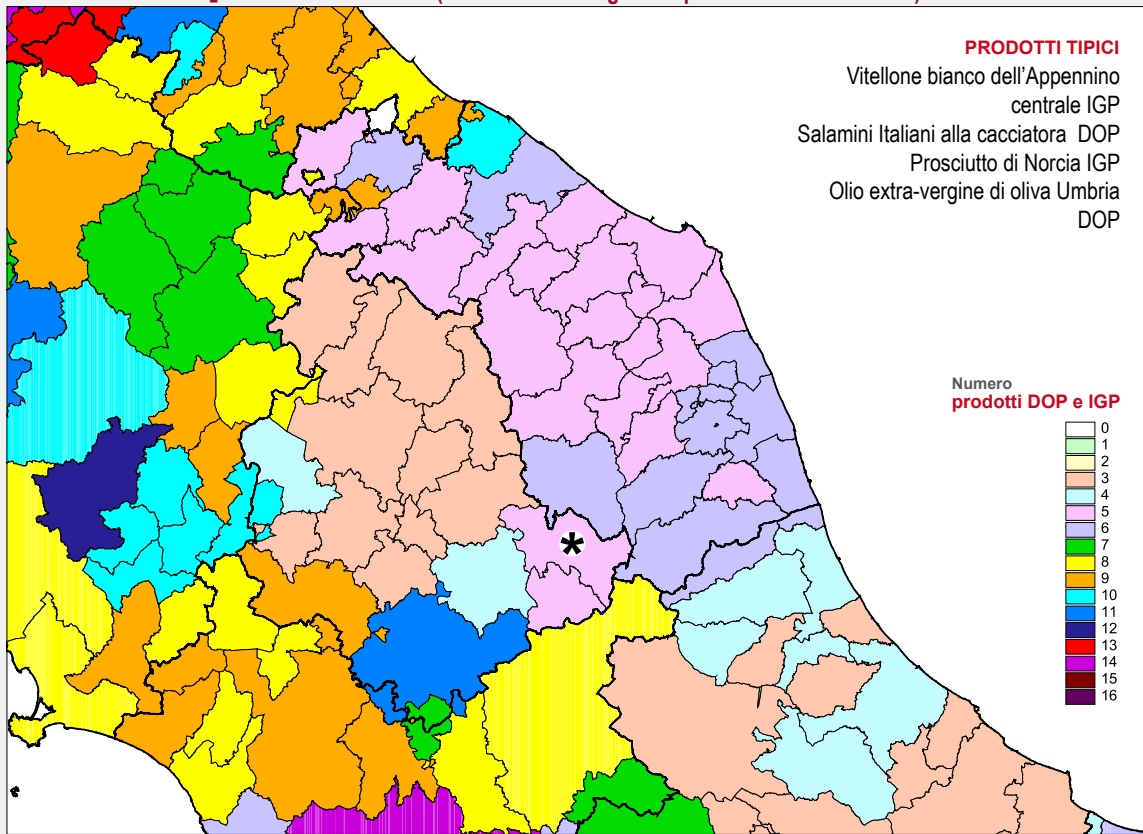 PRODOTTI TIPICI
Vitellone bianco dell'Appennino
centrale IGP
Salamini Italiani alla cacciatora DOP
Prosciutto di Norcia IGP
Olio extra-vergine di oliva Umbria
DOP
*
Numero
prodotti DOP e IGP
0
1
2
3
4
5
6
7
8
9
10
11
12
13
14
15
16